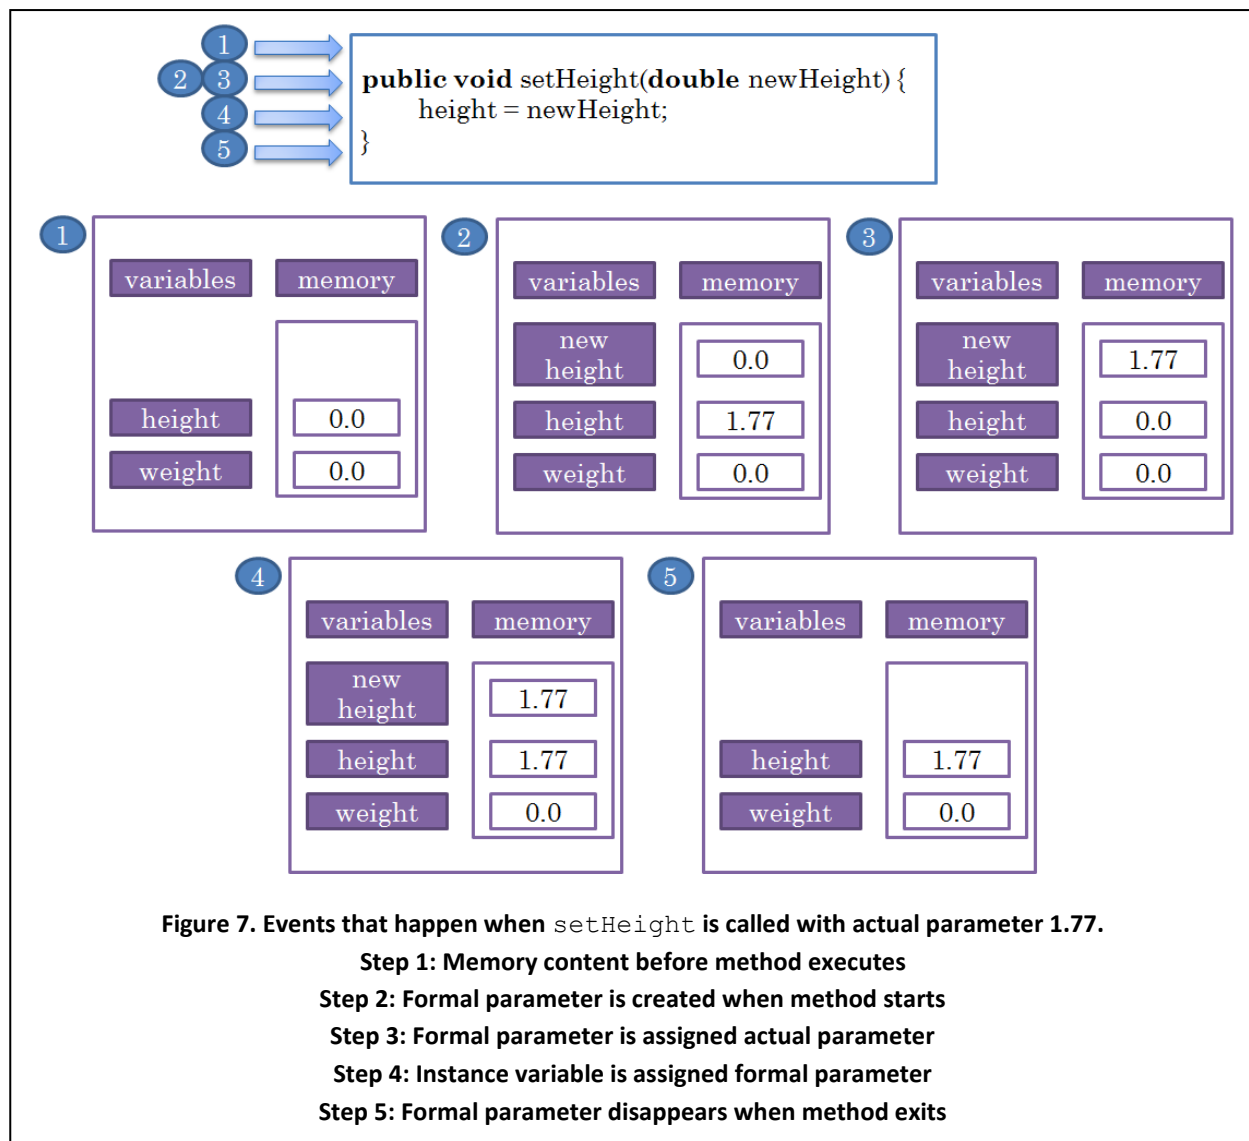 1
2 3
4
5
public void setHeight(double newHeight) {
height = newHeight;
}
1
variables memory
height 0.0
weight 0.0
2
variables memory
new height 0.0
height 1.77
weight 0.0
3
variables memory
new height 1.77
height 0.0
weight 0.0
4
variables memory
new height 1.77
height 1.77
weight 0.0
5
variables memory
height 1.77
weight 0.0
Figure 7. Events that happen when setHeight is called with actual parameter 1.77.
Step 1: Memory content before method executes
Step 2: Formal parameter is created when method starts
Step 3: Formal parameter is assigned actual parameter
Step 4: Instance variable is assigned formal parameter
Step 5: Formal parameter disappears when method exits